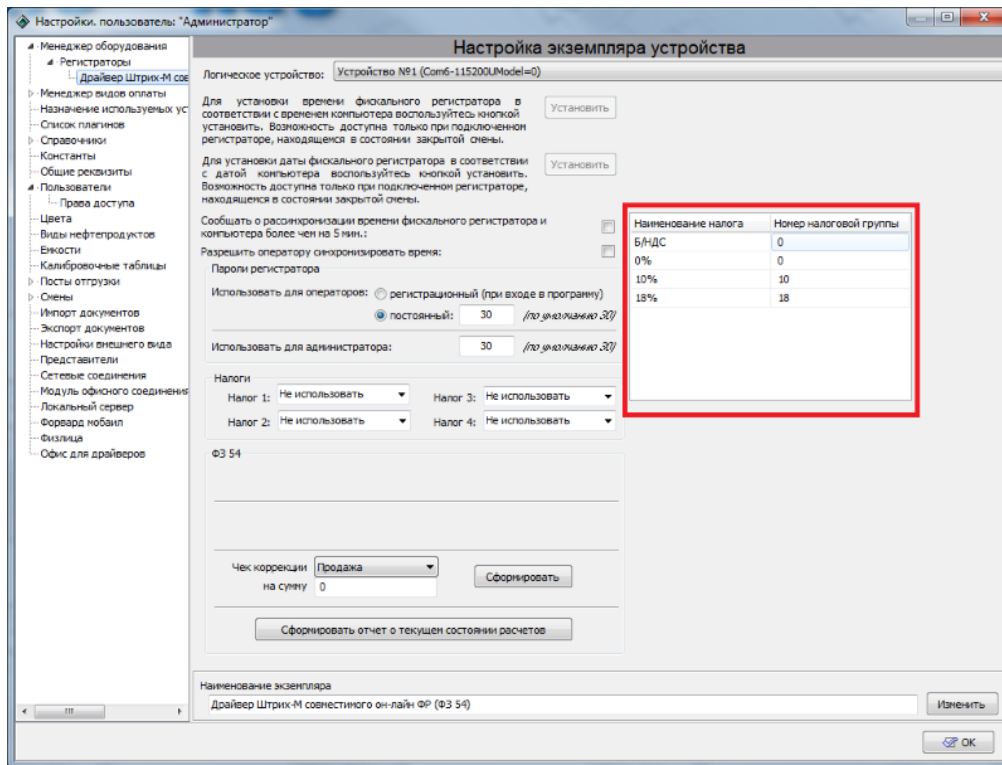 Настройки. пользователь: "Администратор"
Менеджер оборудования
Регистраторы
Драйвер Штрих-М сов
Менеджер видов оплаты
Назначение используемых ус
Список плагинов
Справочники
Константы
Общие реквизиты
Пользователи
Права доступа
Цвета
Виды нефтепродуктов
Емкости
Калибровочные таблицы
Посты отгрузки
Смены
Импорт документов
Экспорт документов
Настройки внешнего вида
Представители
Сетевые соединения
Модуль офисного соединения
Локальный сервер
Форвард мобаил
Физлица
Офис для драйверов
Настройка экземпляра устройства
Логическое устройство: Устройство №1 (Com6-115200UModel=0)
Для установки времени фискального регистратора в
соответствии с временем компьютера воспользуйтесь кнопкой
установить. Возможность доступна только при подключенном
регистраторе, находящемся в состоянии закрытой смены.
Установить
Для установки даты фискального регистратора в соответствии
с датой компьютера воспользуйтесь кнопкой установить.
Возможность доступна только при подключенном регистраторе,
находящемся в состоянии закрытой смены.
Установить
Сообщать о рассинхронизации времени фискального регистратора и
компьютера более чем на 5 мин.:
Разрешить оператору синхронизировать время:
Пароли регистратора
Использовать для операторов: регистрационный (при входе в программу)
постоянный: 30 (по умолчанию 30)
Использовать для администратора: 30 (по умолчанию 30)
Налоги
Налог 1: Не использовать Налог 3: Не использовать
Налог 2: Не использовать Налог 4: Не использовать
ФЗ 54
Чек коррекции Продажа
на сумму 0
Сформировать
Сформировать отчет о текущем состоянии расчетов
Наименование налога Номер налоговой группы
Б/НДС 0
0% 0
10% 10
18% 18
Наименование экземпляра
Драйвер Штрих-М совместимого он-лайн ФР (ФЗ 54)
Изменить
OK